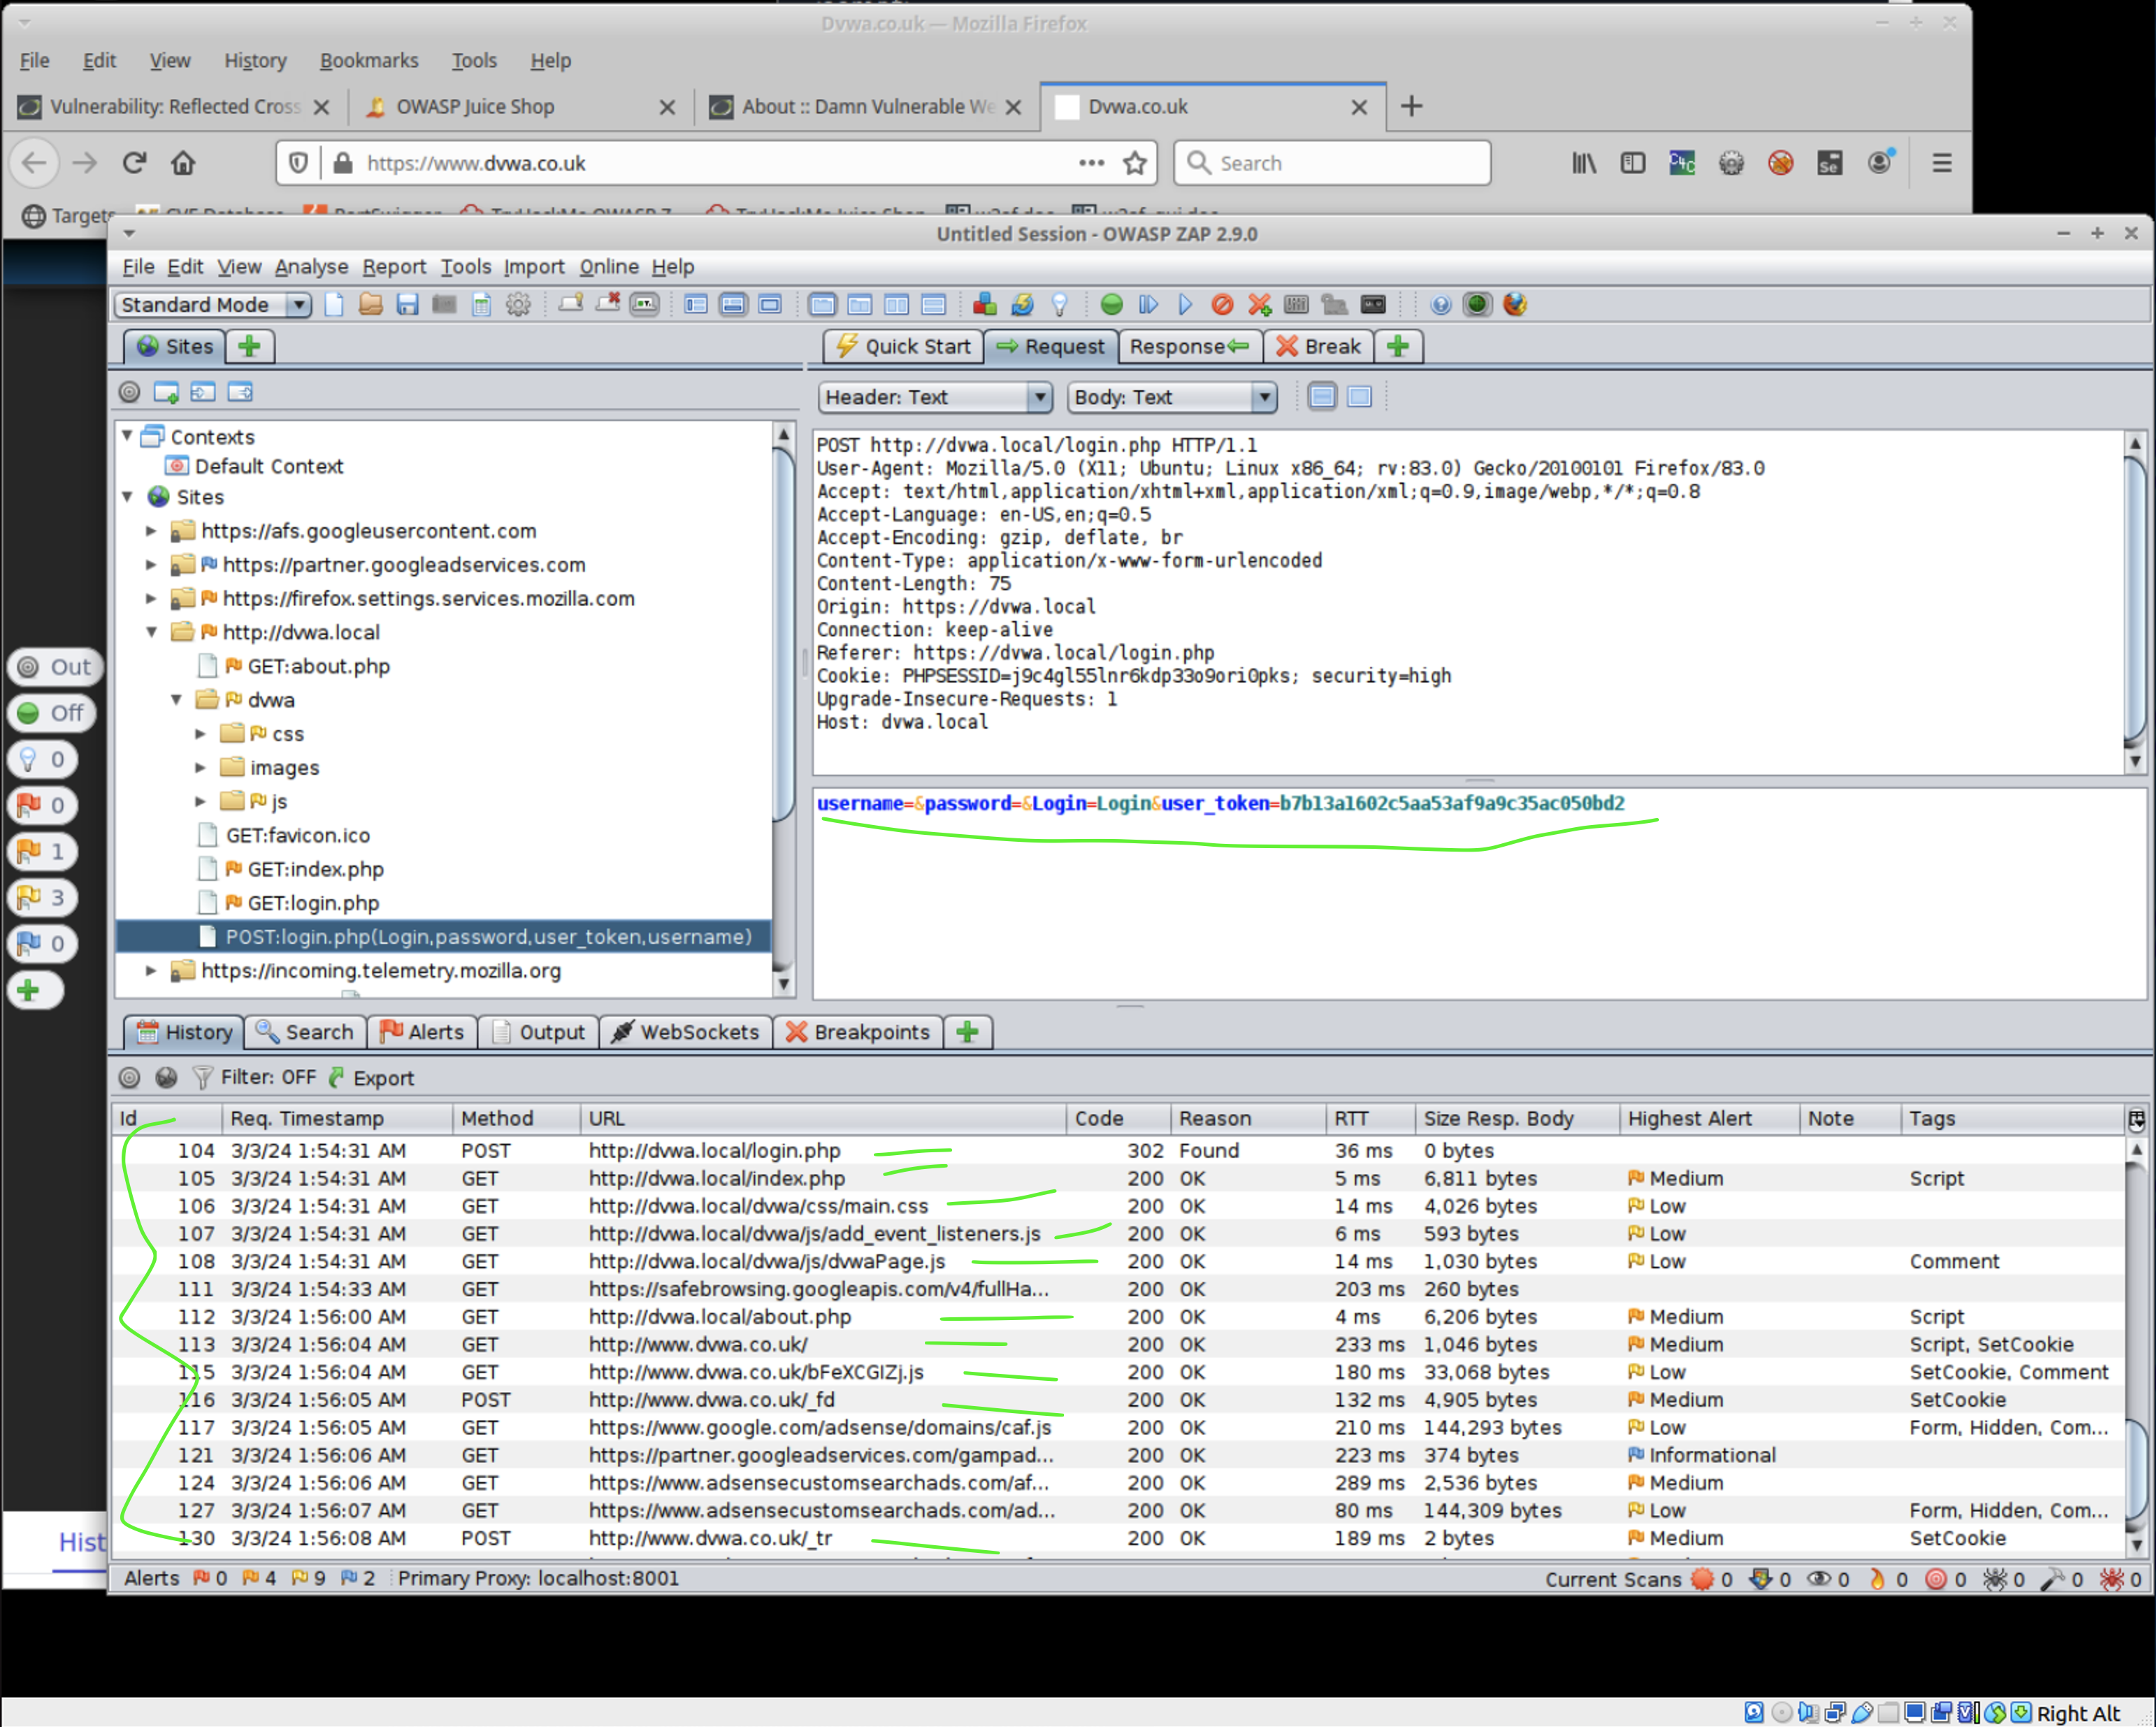 Dvwa.co.uk — Mozilla Firefox
File Edit View History Bookmarks Tools Help
Vulnerability: Reflected Cross
OWASP Juice Shop
About :: Damn Vulnerable We
Dvwa.co.uk
https://www.dvwa.co.uk
Search
Targets
Untitled Session - OWASP ZAP 2.9.0
File Edit View Analyse Report Tools Import Online Help
Standard Mode
Sites
Quick Start Request Response Break
Header: Text Body: Text
Contexts
Default Context
Sites
https://afs.googleusercontent.com
https://partner.googleadservices.com
https://firefox.settings.services.mozilla.com
http://dvwa.local
GET:about.php
dvwa
css
images
js
GET:favicon.ico
GET:index.php
GET:login.php
POST:login.php(Login,password,user_token,username)
https://incoming.telemetry.mozilla.org
Out
Off
0
0
1
3
0
POST http://dvwa.local/login.php HTTP/1.1
User-Agent: Mozilla/5.0 (X11; Ubuntu; Linux x86_64; rv:83.0) Gecko/20100101 Firefox/83.0
Accept: text/html,application/xhtml+xml,application/xml;q=0.9,image/webp,*/*;q=0.8
Accept-Language: en-US,en;q=0.5
Accept-Encoding: gzip, deflate, br
Content-Type: application/x-www-form-urlencoded
Content-Length: 75
Origin: https://dvwa.local
Connection: keep-alive
Referer: https://dvwa.local/login.php
Cookie: PHPSESSID=j9c4gl55lnr6kdp33o9ori0pks; security=high
Upgrade-Insecure-Requests: 1
Host: dvwa.local
username=&password=&Login=Login&user_token=b7b13a1602c5aa53af9a9c35ac050bd2
History Search Alerts Output WebSockets Breakpoints
Filter: OFF Export
Id Req. Timestamp Method URL Code Reason RTT Size Resp. Body Highest Alert Note Tags
104 3/3/24 1:54:31 AM POST http://dvwa.local/login.php 302 Found 36 ms 0 bytes
105 3/3/24 1:54:31 AM GET http://dvwa.local/index.php 200 OK 5 ms 6,811 bytes Medium Script
106 3/3/24 1:54:31 AM GET http://dvwa.local/dvwa/css/main.css 200 OK 14 ms 4,026 bytes Low
107 3/3/24 1:54:31 AM GET http://dvwa.local/dvwa/js/add_event_listeners.js 200 OK 6 ms 593 bytes Low
108 3/3/24 1:54:31 AM GET http://dvwa.local/dvwa/js/dvwaPage.js 200 OK 14 ms 1,030 bytes Low Comment
111 3/3/24 1:54:33 AM GET https://safebrowsing.googleapis.com/v4/fullHa... 200 OK 203 ms 260 bytes
112 3/3/24 1:56:00 AM GET http://dvwa.local/about.php 200 OK 4 ms 6,206 bytes Medium Script
113 3/3/24 1:56:04 AM GET http://www.dvwa.co.uk/ 200 OK 233 ms 1,046 bytes Medium Script, SetCookie
115 3/3/24 1:56:04 AM GET http://www.dvwa.co.uk/bFeXCGIZj.js 200 OK 180 ms 33,068 bytes Low SetCookie, Comment
116 3/3/24 1:56:05 AM POST http://www.dvwa.co.uk/_fd 200 OK 132 ms 4,905 bytes Medium SetCookie
117 3/3/24 1:56:05 AM GET https://www.google.com/adsense/domains/caf.js 200 OK 210 ms 144,293 bytes Low Form, Hidden, Com...
121 3/3/24 1:56:06 AM GET https://partner.googleadservices.com/gampad... 200 OK 223 ms 374 bytes Informational
124 3/3/24 1:56:06 AM GET https://www.adsensecustomsearchads.com/af... 200 OK 289 ms 2,536 bytes Medium
127 3/3/24 1:56:07 AM GET https://www.adsensecustomsearchads.com/ad... 200 OK 80 ms 144,309 bytes Low Form, Hidden, Com...
130 3/3/24 1:56:08 AM POST http://www.dvwa.co.uk/_tr 200 OK 189 ms 2 bytes Medium SetCookie
Hist
Alerts 0 4 9 2 Primary Proxy: localhost:8001 Current Scans 0 0 0 0 0 0 0 0
Right Alt